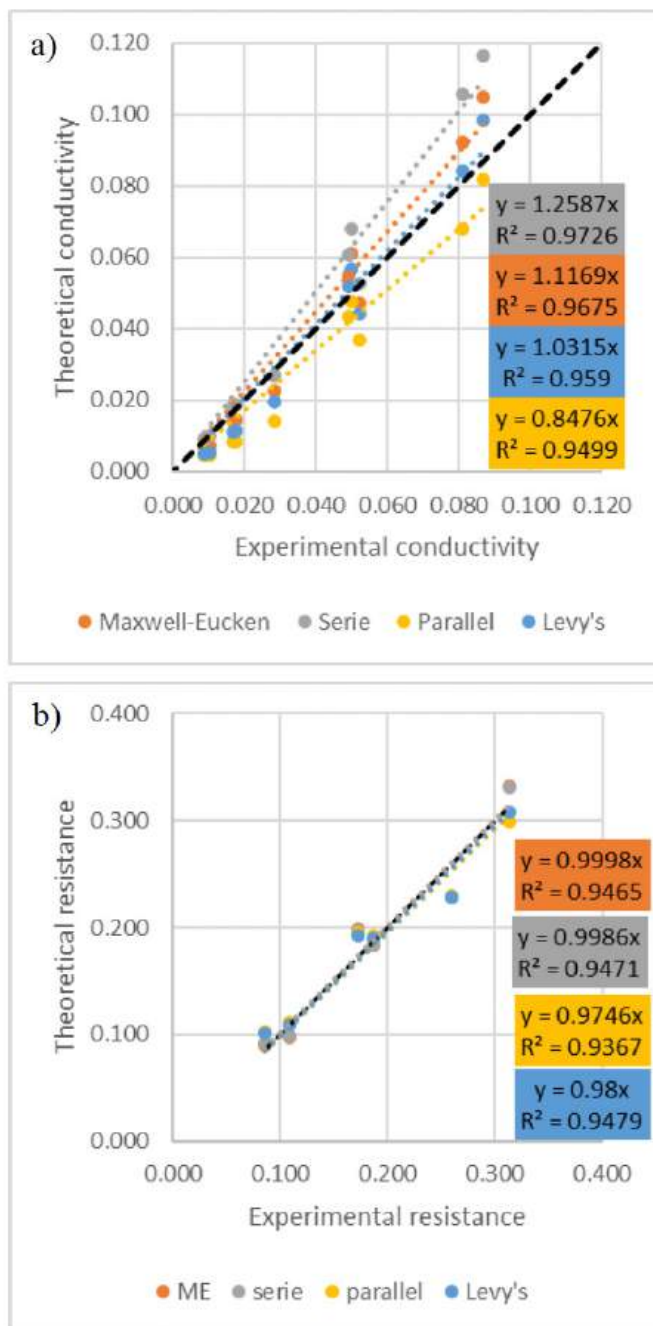 a)
0.120
0.100
0.080
0.060
0.040
0.020
0.000
Theoretical conductivity
y = 1.2587x
R² = 0.9726
y = 1.1169x
R² = 0.9675
y = 1.0315x
R² = 0.959
y = 0.8476x
R² = 0.9499
0.000 0.020 0.040 0.060 0.080 0.100 0.120
Experimental conductivity
Maxwell-Eucken Serie Parallel Levy's
b)
0.400
0.300
0.200
0.100
0.000
Theoretical resistance
y = 0.9998x
R² = 0.9465
y = 0.9986x
R² = 0.9471
y = 0.9746x
R² = 0.9367
y = 0.98x
R² = 0.9479
0.000 0.100 0.200 0.300 0.400
Experimental resistance
ME serie parallel Levy's